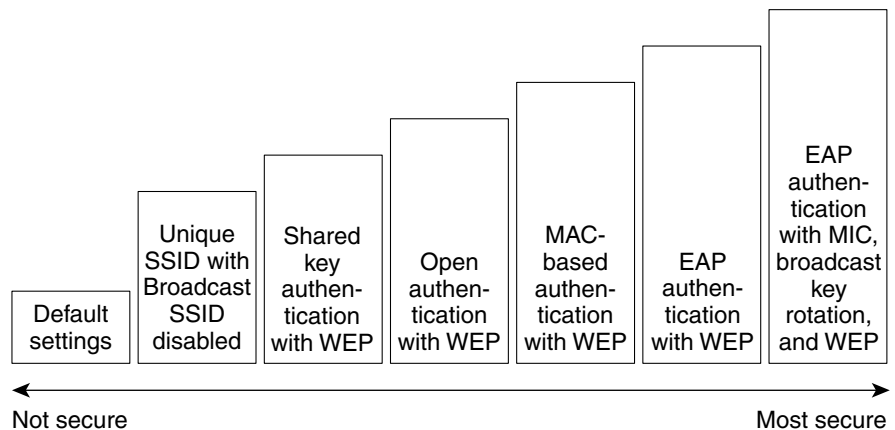 Default
settings
Unique
SSID with
Broadcast
SSID
disabled
Shared
key
authen-
tication
with WEP
Open
authen-
tication
with WEP
MAC-
based
authen-
tication
with WEP
EAP
authen-
tication
with WEP
EAP
authen-
tication
with MIC,
broadcast
key
rotation,
and WEP
Not secure
Most secure